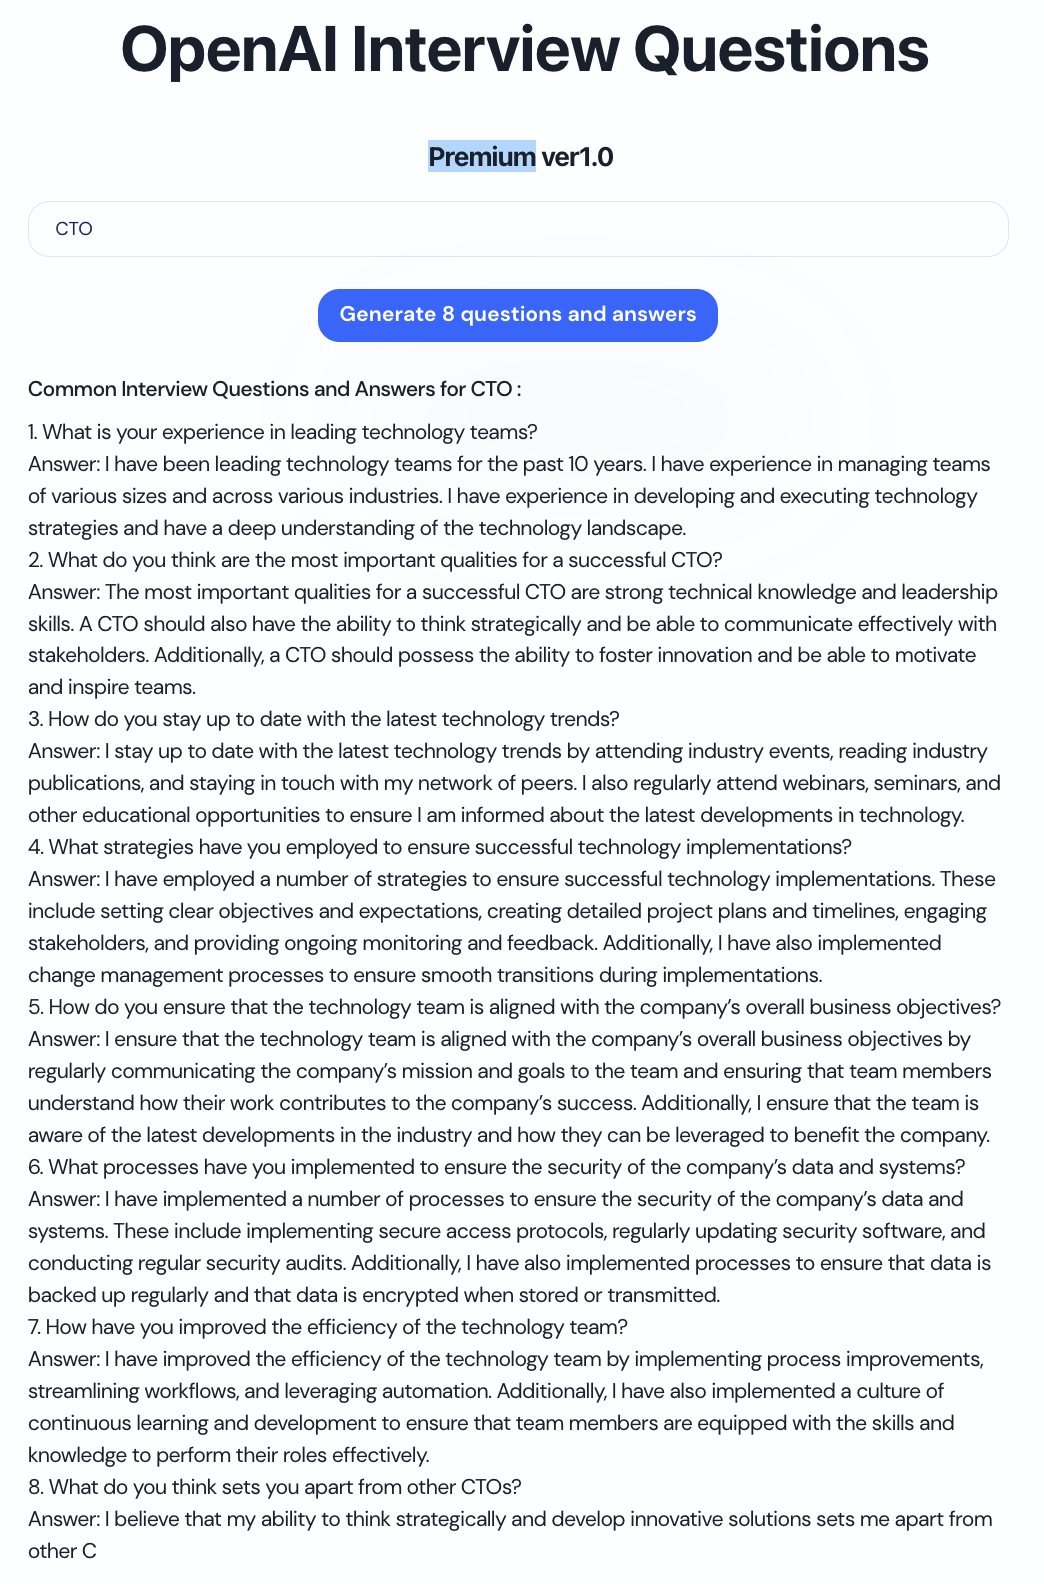 OpenAI Interview Questions
Premium ver1.0
CTO
Generate 8 questions and answers
Common Interview Questions and Answers for CTO :
1. What is your experience in leading technology teams?
Answer: I have been leading technology teams for the past 10 years. I have experience in managing teams
of various sizes and across various industries. I have experience in developing and executing technology
strategies and have a deep understanding of the technology landscape.
2. What do you think are the most important qualities for a successful CTO?
Answer: The most important qualities for a successful CTO are strong technical knowledge and leadership
skills. A CTO should also have the ability to think strategically and be able to communicate effectively with
stakeholders. Additionally, a CTO should possess the ability to foster innovation and be able to motivate
and inspire teams.
3. How do you stay up to date with the latest technology trends?
Answer: I stay up to date with the latest technology trends by attending industry events, reading industry
publications, and staying in touch with my network of peers. I also regularly attend webinars, seminars, and
other educational opportunities to ensure I am informed about the latest developments in technology.
4. What strategies have you employed to ensure successful technology implementations?
Answer: I have employed a number of strategies to ensure successful technology implementations. These
include setting clear objectives and expectations, creating detailed project plans and timelines, engaging
stakeholders, and providing ongoing monitoring and feedback. Additionally, I have also implemented
change management processes to ensure smooth transitions during implementations.
5. How do you ensure that the technology team is aligned with the company’s overall business objectives?
Answer: I ensure that the technology team is aligned with the company’s overall business objectives by
regularly communicating the company’s mission and goals to the team and ensuring that team members
understand how their work contributes to the company’s success. Additionally, I ensure that the team is
aware of the latest developments in the industry and how they can be leveraged to benefit the company.
6. What processes have you implemented to ensure the security of the company’s data and systems?
Answer: I have implemented a number of processes to ensure the security of the company’s data and
systems. These include implementing secure access protocols, regularly updating security software, and
conducting regular security audits. Additionally, I have also implemented processes to ensure that data is
backed up regularly and that data is encrypted when stored or transmitted.
7. How have you improved the efficiency of the technology team?
Answer: I have improved the efficiency of the technology team by implementing process improvements,
streamlining workflows, and leveraging automation. Additionally, I have also implemented a culture of
continuous learning and development to ensure that team members are equipped with the skills and
knowledge to perform their roles effectively.
8. What do you think sets you apart from other CTOs?
Answer: I believe that my ability to think strategically and develop innovative solutions sets me apart from
other C